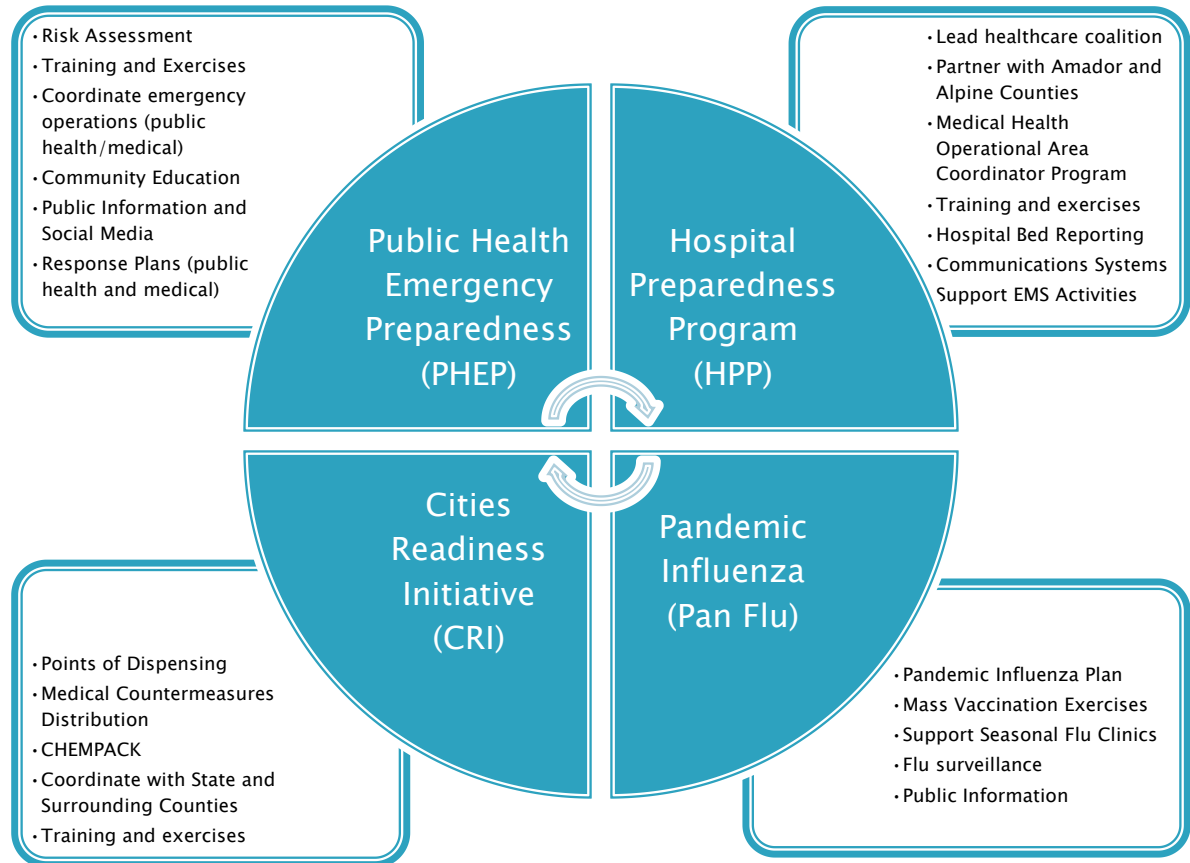 ・Risk Assessment
・Training and Exercises
・Coordinate emergency
operations (public
health/medical)
・Community Education
・Public Information and
Social Media
・Response Plans (public
health and medical)
・Lead healthcare coalition
・Partner with Amador and
Alpine Counties
・Medical Health
Operational Area
Coordinator Program
・Training and exercises
・Hospital Bed Reporting
・Communications Systems
Support EMS Activities
Public Health
Emergency
Preparedness
(PHEP)
Hospital
Preparedness
Program
(HPP)
Cities
Readiness
Initiative
(CRI)
Pandemic
Influenza
(Pan Flu)
・Points of Dispensing
・Medical Countermeasures
Distribution
・CHEMPACK
・Coordinate with State and
Surrounding Counties
・Training and exercises
・Pandemic Influenza Plan
・Mass Vaccination Exercises
・Support Seasonal Flu Clinics
・Flu surveillance
・Public Information